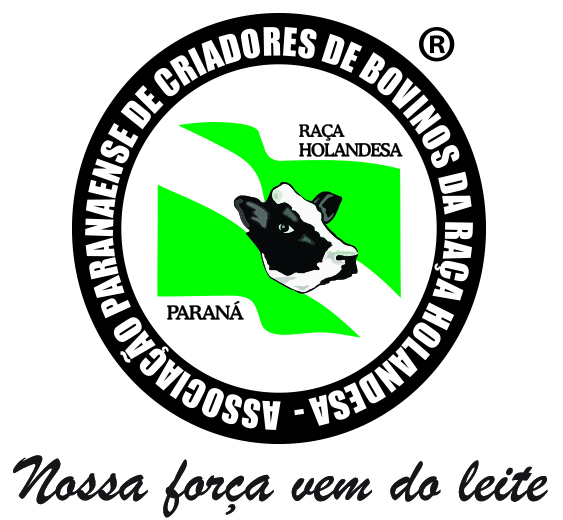 ASSOCIAÇÃO PARANAENSE DE CRIADORES DE BOVINOS DA RAÇA HOLANDESA -
®
RAÇA
HOLANDESA
PARANÁ
Nossa força vem do leite